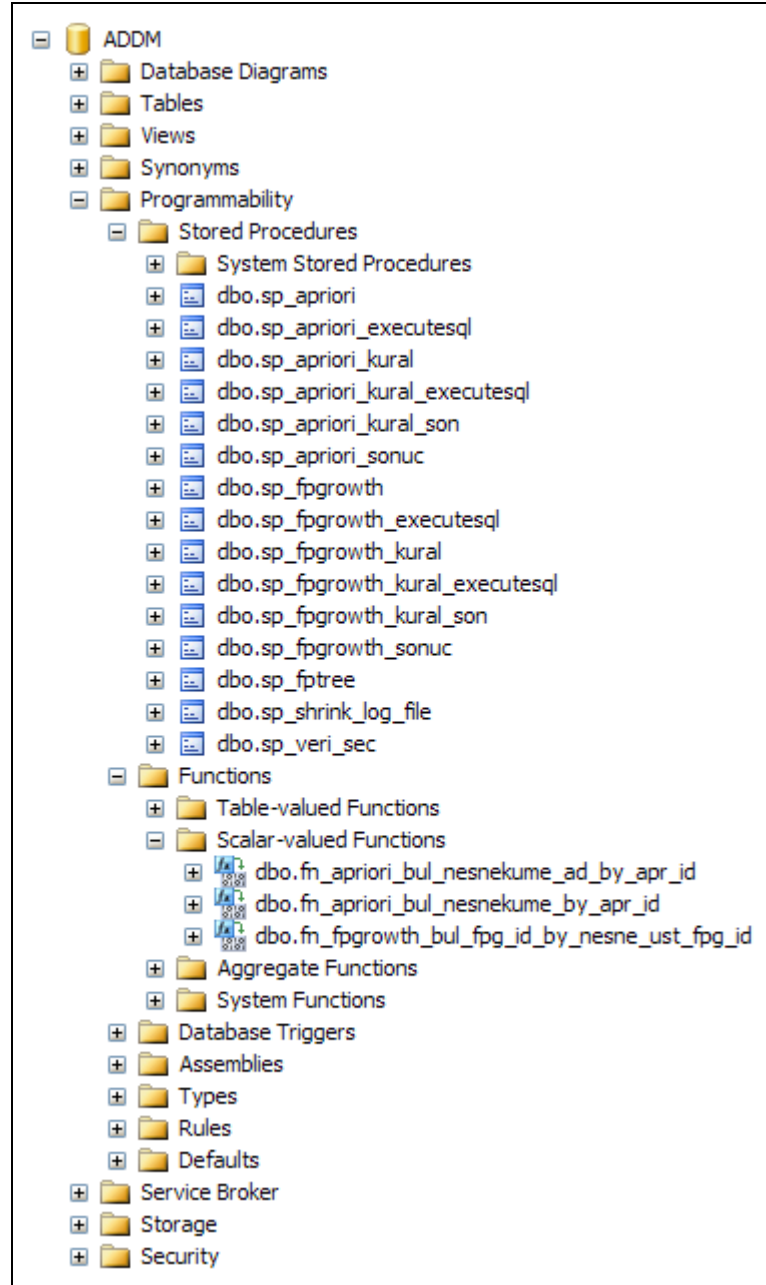 ADDM
Database Diagrams
Tables
Views
Synonyms
Programmability
Stored Procedures
System Stored Procedures
dbo.sp_apriori
dbo.sp_apriori_executesql
dbo.sp_apriori_kural
dbo.sp_apriori_kural_executesql
dbo.sp_apriori_kural_son
dbo.sp_apriori_sonuc
dbo.sp_fpgrowth
dbo.sp_fpgrowth_executesql
dbo.sp_fpgrowth_kural
dbo.sp_fpgrowth_kural_executesql
dbo.sp_fpgrowth_kural_son
dbo.sp_fpgrowth_sonuc
dbo.sp_fptree
dbo.sp_shrink_log_file
dbo.sp_veri_sec
Functions
Table-valued Functions
Scalar-valued Functions
dbo.fn_apriori_bul_nesnekume_ad_by_apr_id
dbo.fn_apriori_bul_nesnekume_by_apr_id
dbo.fn_fpgrowth_bul_fpg_id_by_nesne_ust_fpg_id
Aggregate Functions
System Functions
Database Triggers
Assemblies
Types
Rules
Defaults
Service Broker
Storage
Security